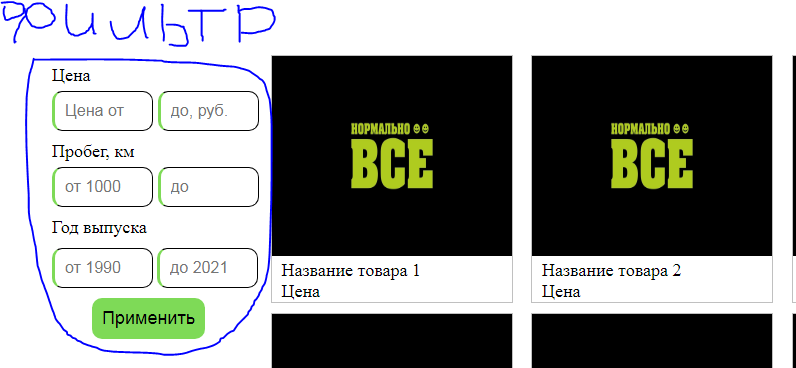 фильтр
Цена
Цена от
до, руб.
Пробег, км
от 1000
до
Год выпуска
от 1990
до 2021
Применить
НОРМАЛЬНО
ВСЕ
Название товара 1
Цена
НОРМАЛЬНО
ВСЕ
Название товара 2
Цена